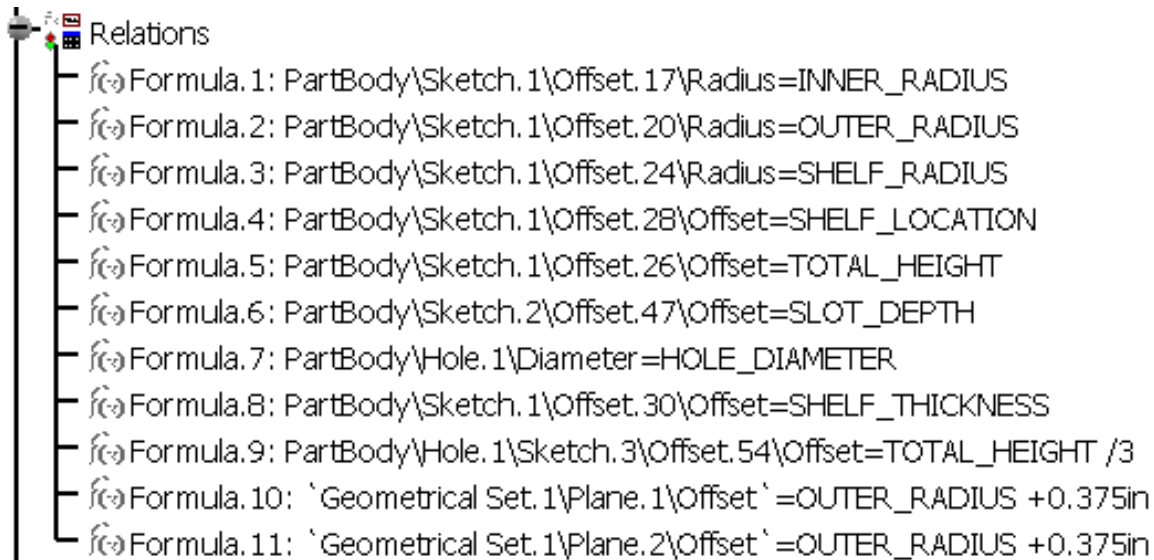 Relations
f(x) Formula.1: PartBody\Sketch.1\Offset.17\Radius=INNER_RADIUS
f(x) Formula.2: PartBody\Sketch.1\Offset.20\Radius=OUTER_RADIUS
f(x) Formula.3: PartBody\Sketch.1\Offset.24\Radius=SHELF_RADIUS
f(x) Formula.4: PartBody\Sketch.1\Offset.28\Offset=SHELF_LOCATION
f(x) Formula.5: PartBody\Sketch.1\Offset.26\Offset=TOTAL_HEIGHT
f(x) Formula.6: PartBody\Sketch.2\Offset.47\Offset=SLOT_DEPTH
f(x) Formula.7: PartBody\Hole.1\Diameter=HOLE_DIAMETER
f(x) Formula.8: PartBody\Sketch.1\Offset.30\Offset=SHELF_THICKNESS
f(x) Formula.9: PartBody\Hole.1\Sketch.3\Offset.54\Offset=TOTAL_HEIGHT /3
f(x) Formula.10: `Geometrical Set.1\Plane.1\Offset`=OUTER_RADIUS +0.375in
f(x) Formula.11: `Geometrical Set.1\Plane.2\Offset`=OUTER_RADIUS +0.375in